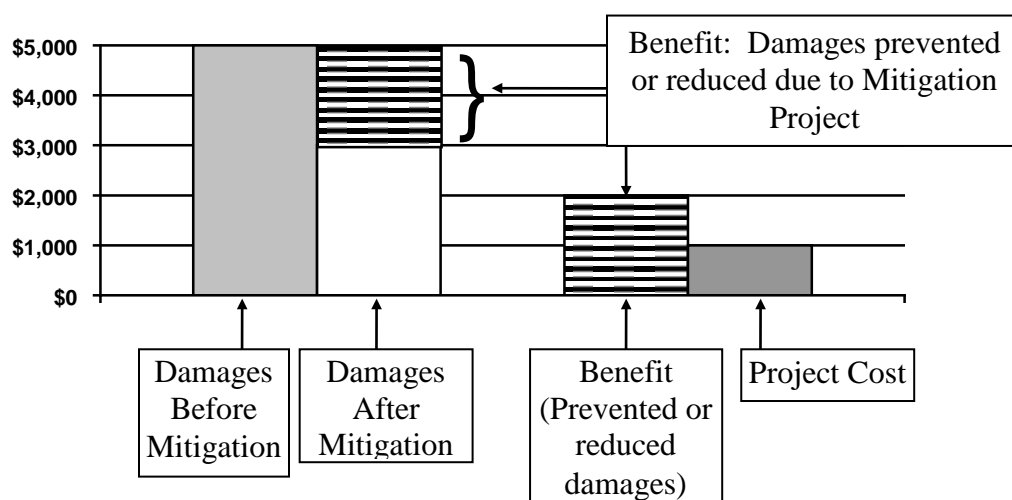 Benefit:  Damages prevented
or reduced due to Mitigation
Project
$5,000
$4,000
$3,000
$2,000
$1,000
$0
}
Damages
Before
Mitigation
Damages
After
Mitigation
Benefit
(Prevented or
reduced
damages)
Project Cost